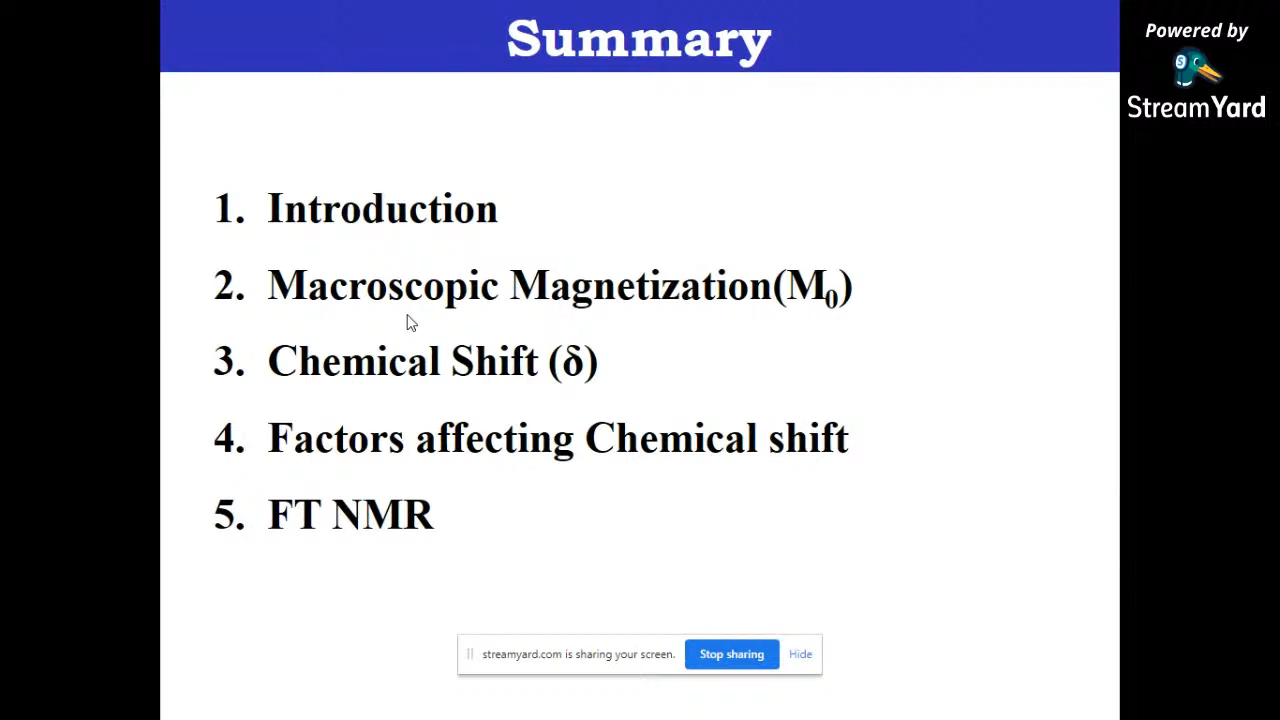 Summary
Powered by
StreamYard
1. Introduction
2. Macroscopic Magnetization(M₀)
3. Chemical Shift (δ)
4. Factors affecting Chemical shift
5. FT NMR
streamyard.com is sharing your screen. Stop sharing Hide